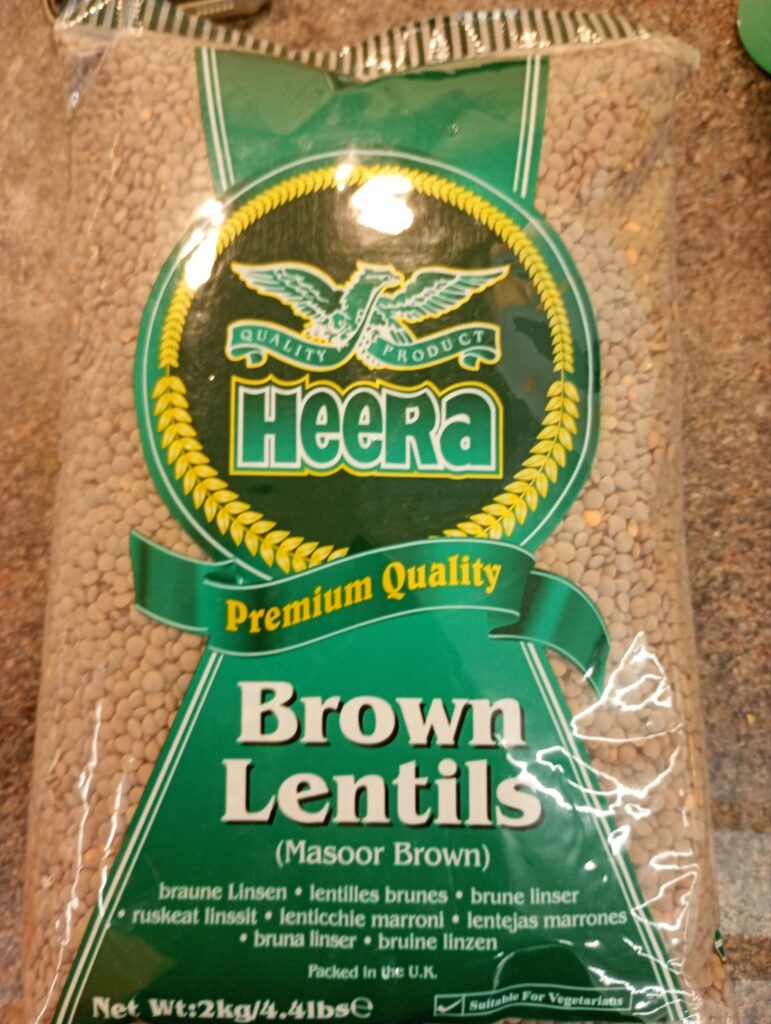 QUALITY PRODUCT
HeeRa
Premium Quality
Brown
Lentils
(Masoor Brown)
braune Linsen • lentilles brunes • brune linser
• ruskeat linssit • lenticchie marroni • lentejas marrones
• bruna linser • bruine linzen
Packed in the U.K.
Net Wt:2kg/4.4lbs℮
Suitable For Vegetarians